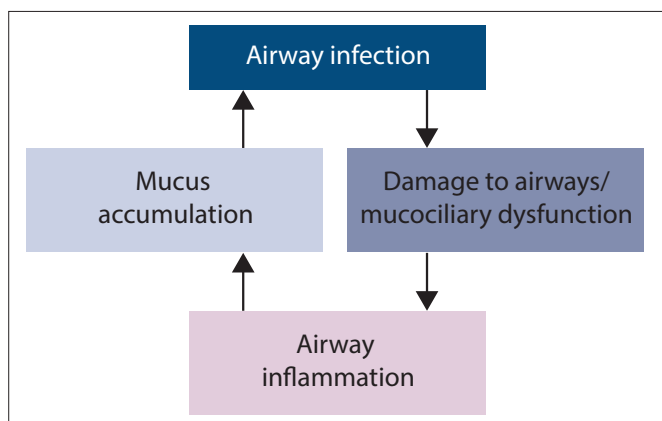 Airway infection
Mucus
accumulation
Damage to airways/
mucociliary dysfunction
Airway
inflammation